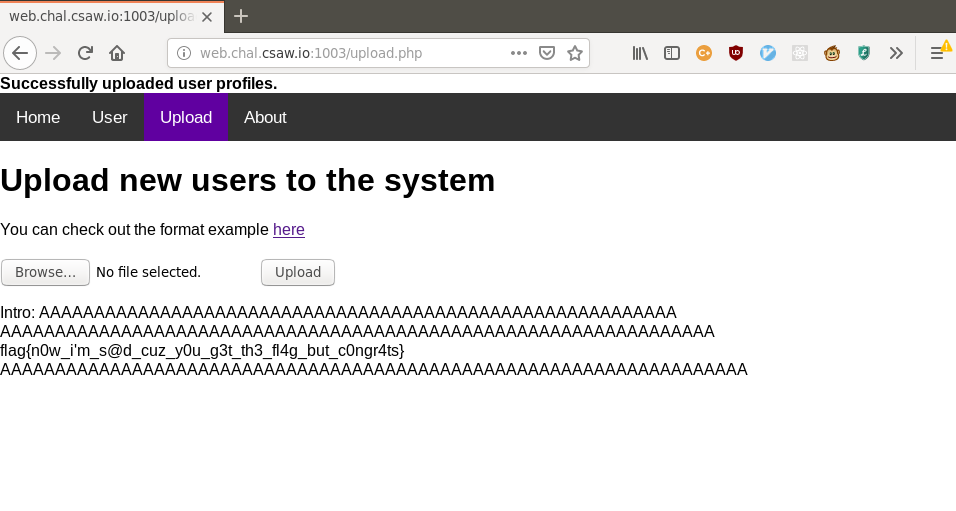 web.chal.csaw.io:1003/uploa
web.chal.csaw.io:1003/upload.php
Successfully uploaded user profiles.
Home User Upload About
Upload new users to the system
You can check out the format example here
Browse... No file selected. Upload
Intro: AAAAAAAAAAAAAAAAAAAAAAAAAAAAAAAAAAAAAAAAAAAAAAAAAAAAAAAAAA
AAAAAAAAAAAAAAAAAAAAAAAAAAAAAAAAAAAAAAAAAAAAAAAAAAAAAAAAAAAAAAAAA
flag{n0w_i'm_s@d_cuz_y0u_g3t_th3_fl4g_but_c0ngr4ts}
AAAAAAAAAAAAAAAAAAAAAAAAAAAAAAAAAAAAAAAAAAAAAAAAAAAAAAAAAAAAAAAAAAAA